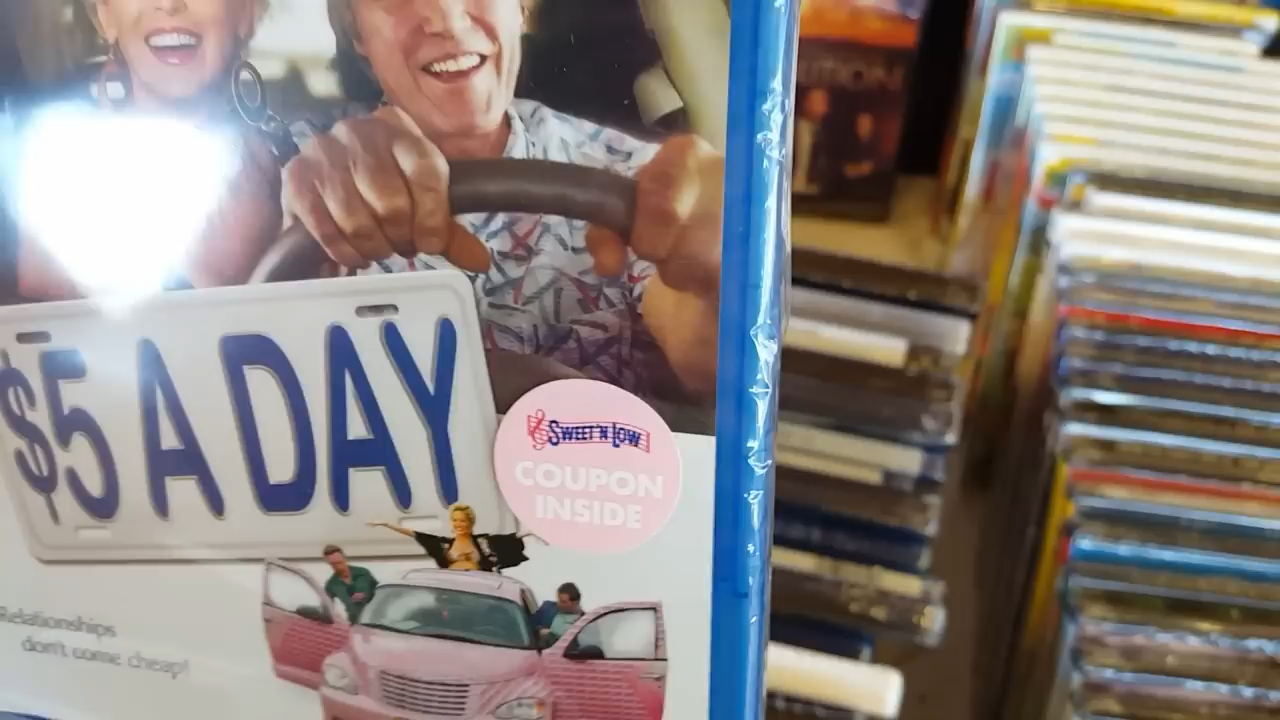 $5 A DAY
SWEET'N LOW
COUPON
INSIDE
Relationships
don't come cheap!